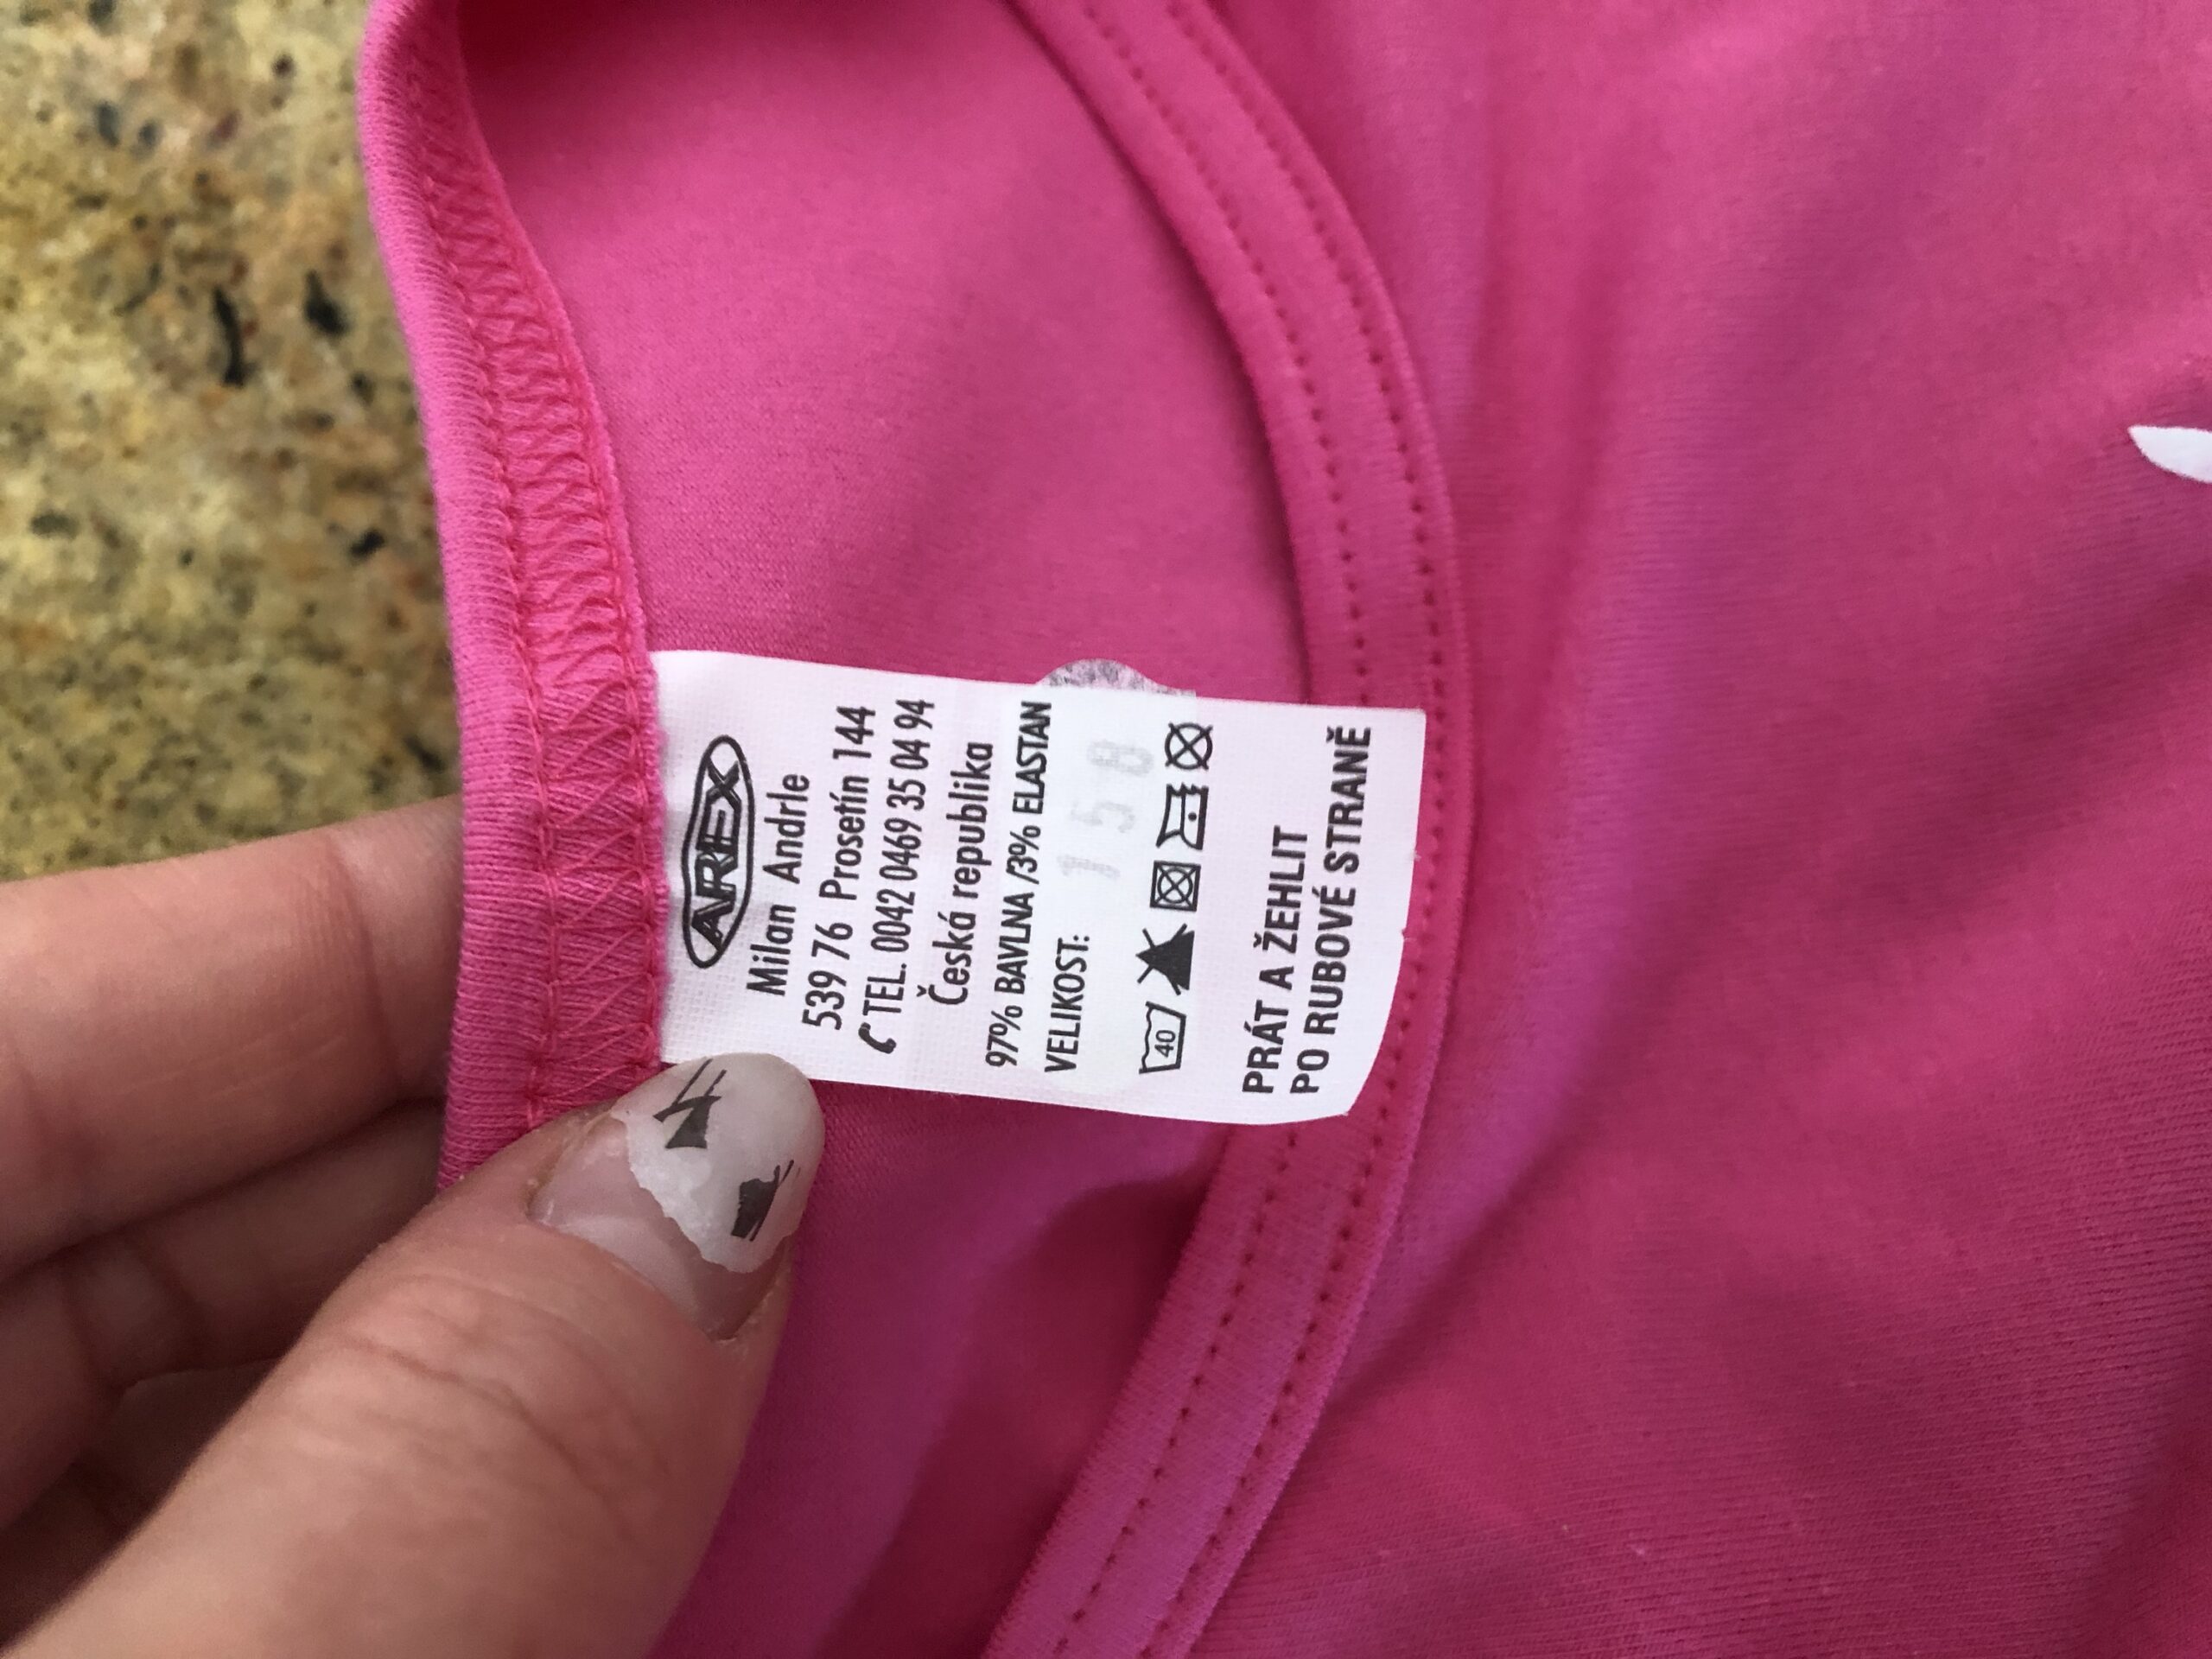 AREX
Milan Andrle
539 76 Prosetín 144
TEL. 0042 0469 35 04 94
Česká republika
97% BAVLNA /3% ELASTAN
VELIKOST: 158
40
PRÁT A ŽEHLIT
PO RUBOVÉ STRANĚ